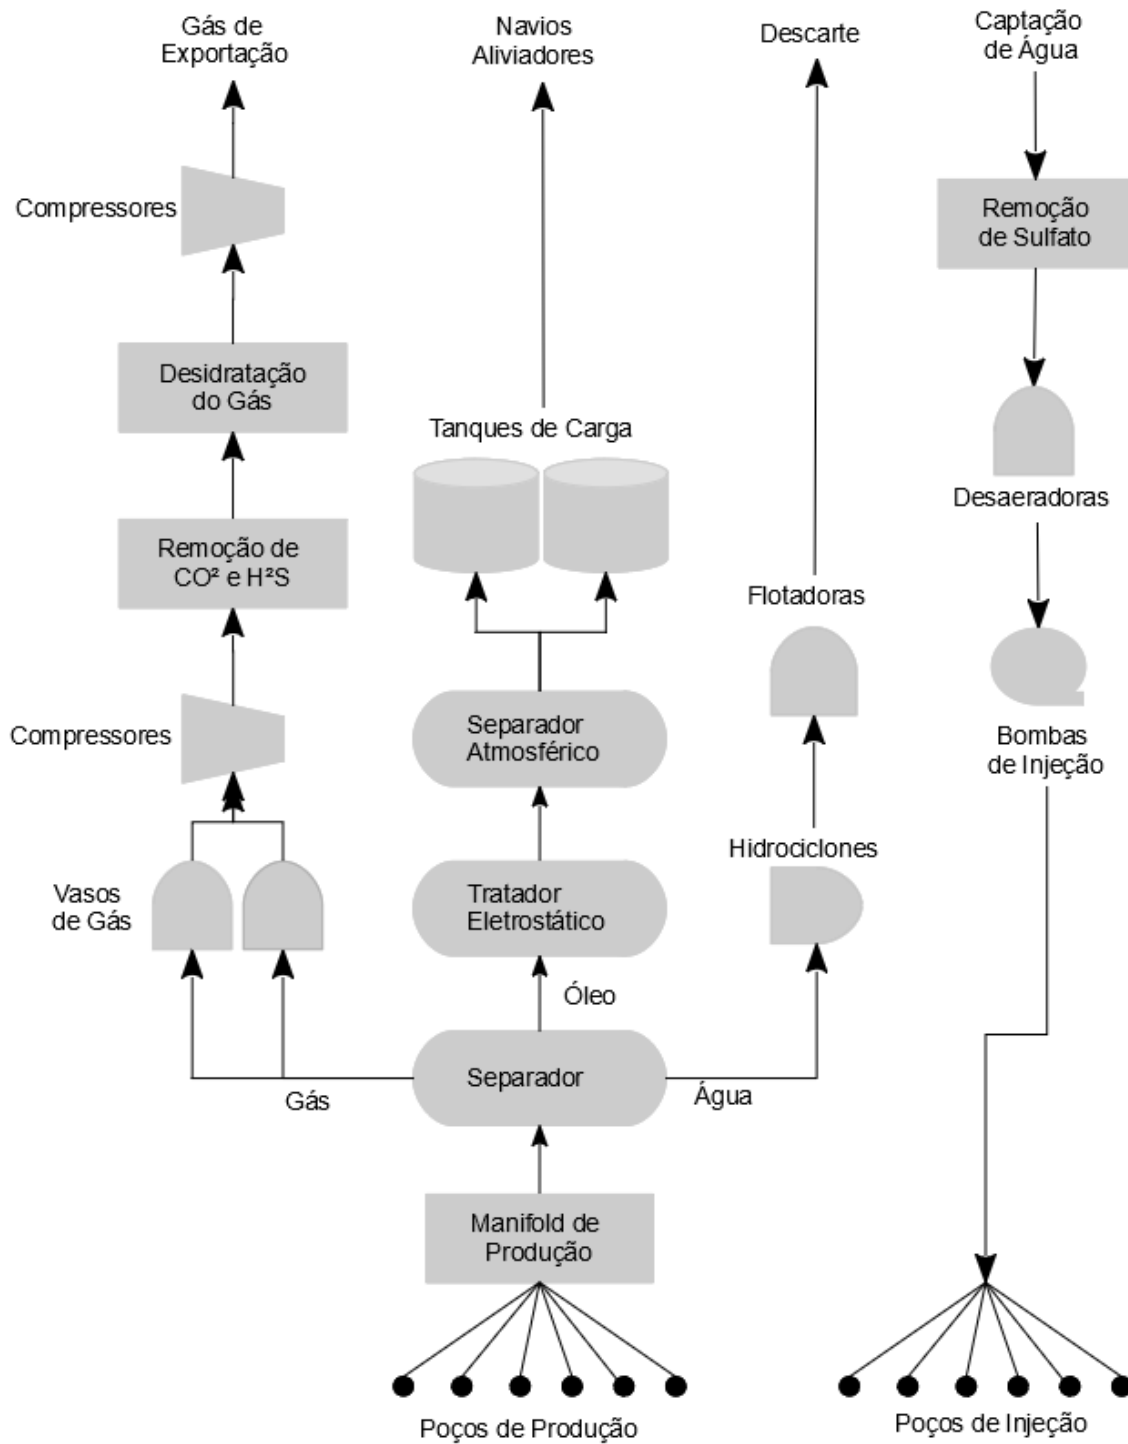 Gás de
Exportação
Navios
Aliviadores
Descarte
Captação
de Água
Compressores
Remoção
de Sulfato
Desidratação
do Gás
Tanques de Carga
Desaeradoras
Remoção de
CO² e H²S
Flotadoras
Compressores
Separador
Atmosférico
Bombas
de Injeção
Hidrociclones
Vasos
de Gás
Tratador
Eletrostático
Óleo
Separador
Gás
Água
Manifold de
Produção
Poços de Produção
Poços de Injeção